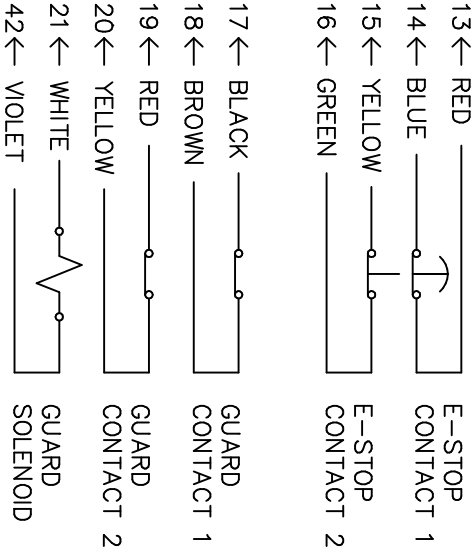 13 ← RED
14 ← BLUE
E-STOP
CONTACT 1
15 ← YELLOW
16 ← GREEN
E-STOP
CONTACT 2
17 ← BLACK
18 ← BROWN
GUARD
CONTACT 1
19 ← RED
20 ← YELLOW
GUARD
CONTACT 2
21 ← WHITE
42 ← VIOLET
GUARD
SOLENOID